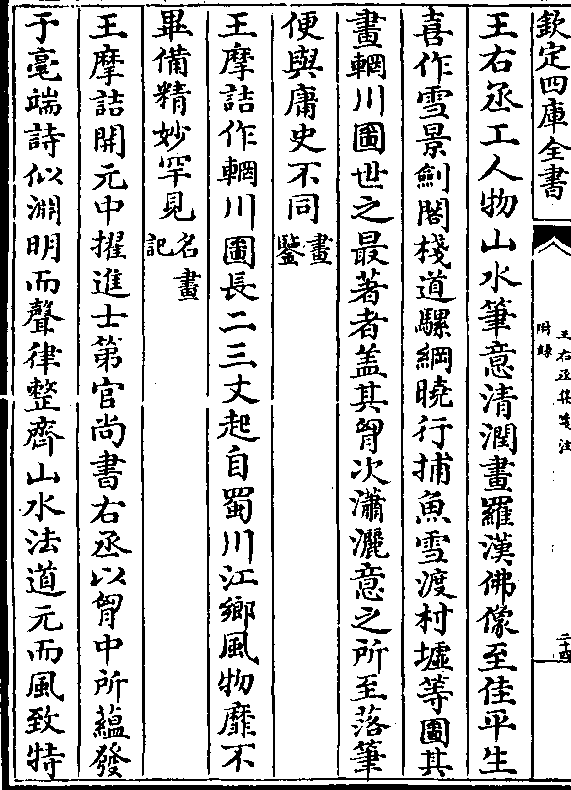 欽定四庫全書
王右丞集箋注
附錄
二十四
王右丞工人物山水筆意清潤畫羅漢佛像至佳平生
喜作雪景劍閣棧道騾綱曉行捕魚雪渡村墟等圖其
畫輞川圖世之最著者盖其胷次瀟灑意之所至落筆
便與庸史不同畫鑒
王摩詰作輞川圖長二三丈起自蜀川江鄉風物靡不
畢備精妙罕見名畫記
王摩詰開元中擢進士第官尚書右丞以胷中所蘊發
于毫端詩似淵明而聲律整齊山水法道元而風致特